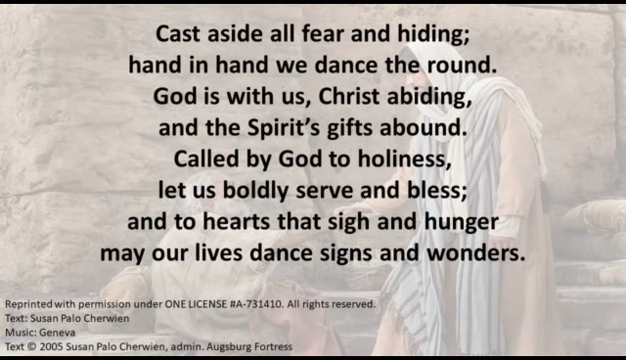 Cast aside all fear and hiding;
hand in hand we dance the round.
God is with us, Christ abiding,
and the Spirit's gifts abound.
Called by God to holiness,
let us boldly serve and bless;
and to hearts that sigh and hunger
may our lives dance signs and wonders.
Reprinted with permission under ONE LICENSE #A-731410. All rights reserved.
Text: Susan Palo Cherwien
Music: Geneva
Text © 2005 Susan Palo Cherwien, admin. Augsburg Fortress